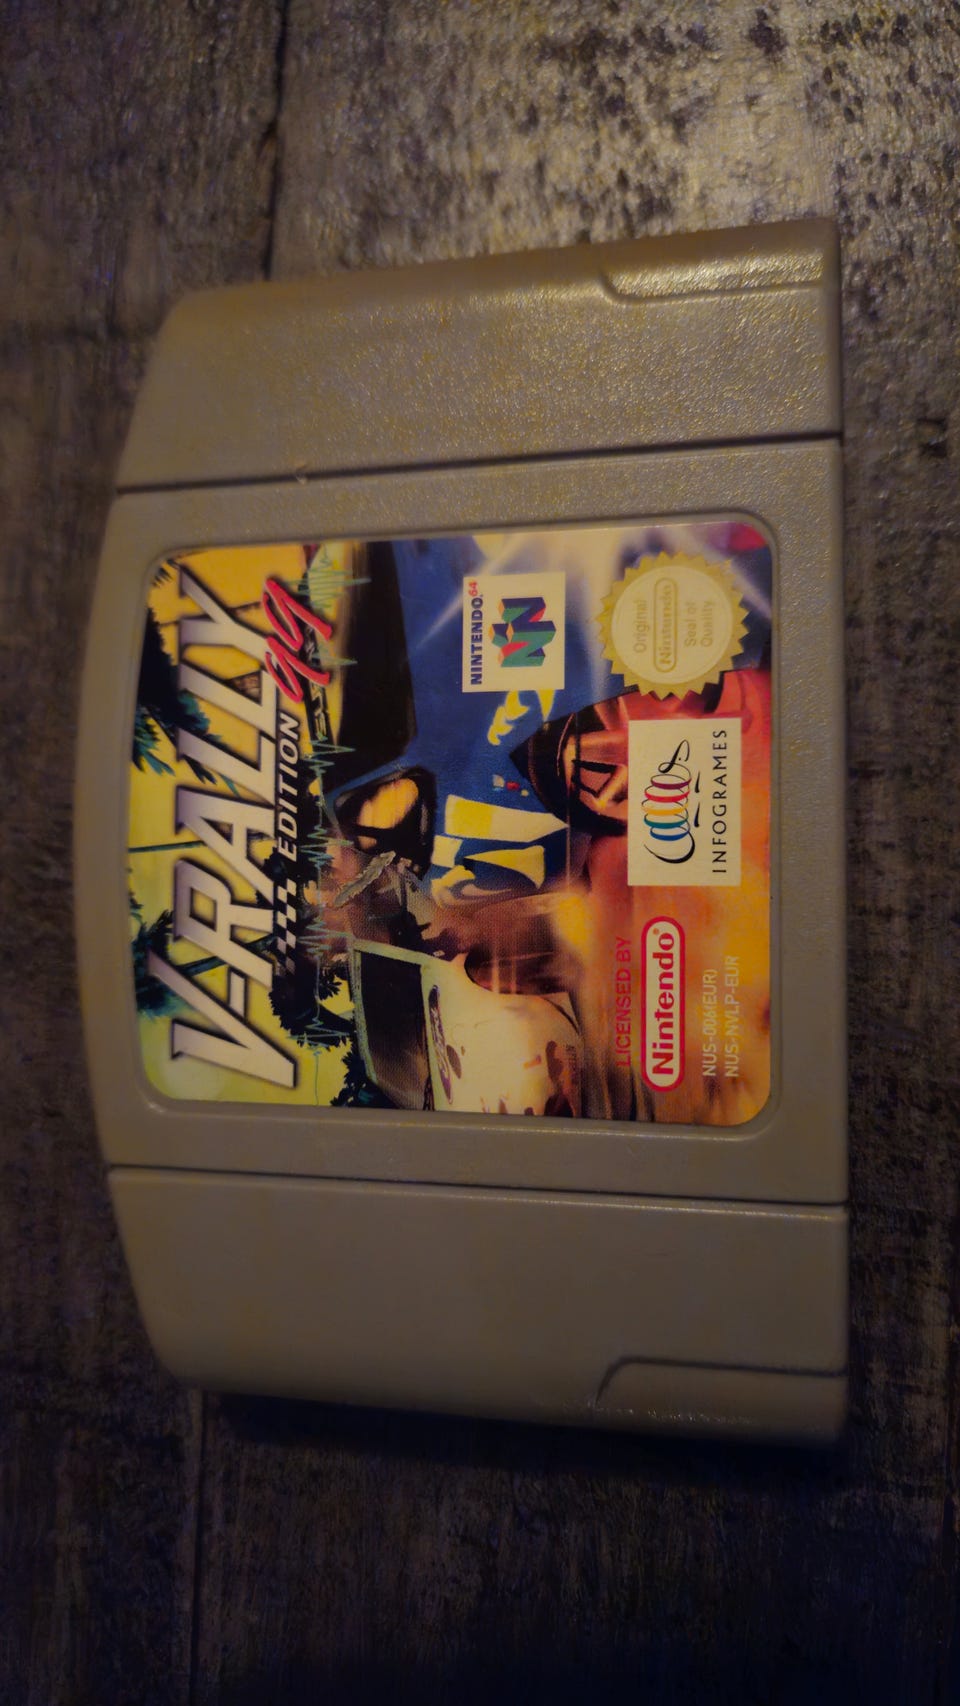 V-RALLY
EDITION 99
NINTENDO64
Original
Nintendo
Seal of
Quality
INFOGRAMES
LICENSED BY
Nintendo®
NUS-006(EUR)
NUS-NVLP-EUR